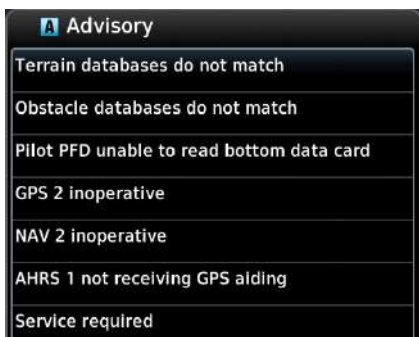 A Advisory
Terrain databases do not match
Obstacle databases do not match
Pilot PFD unable to read bottom data card
GPS 2 inoperative
NAV 2 inoperative
AHRS 1 not receiving GPS aiding
Service required